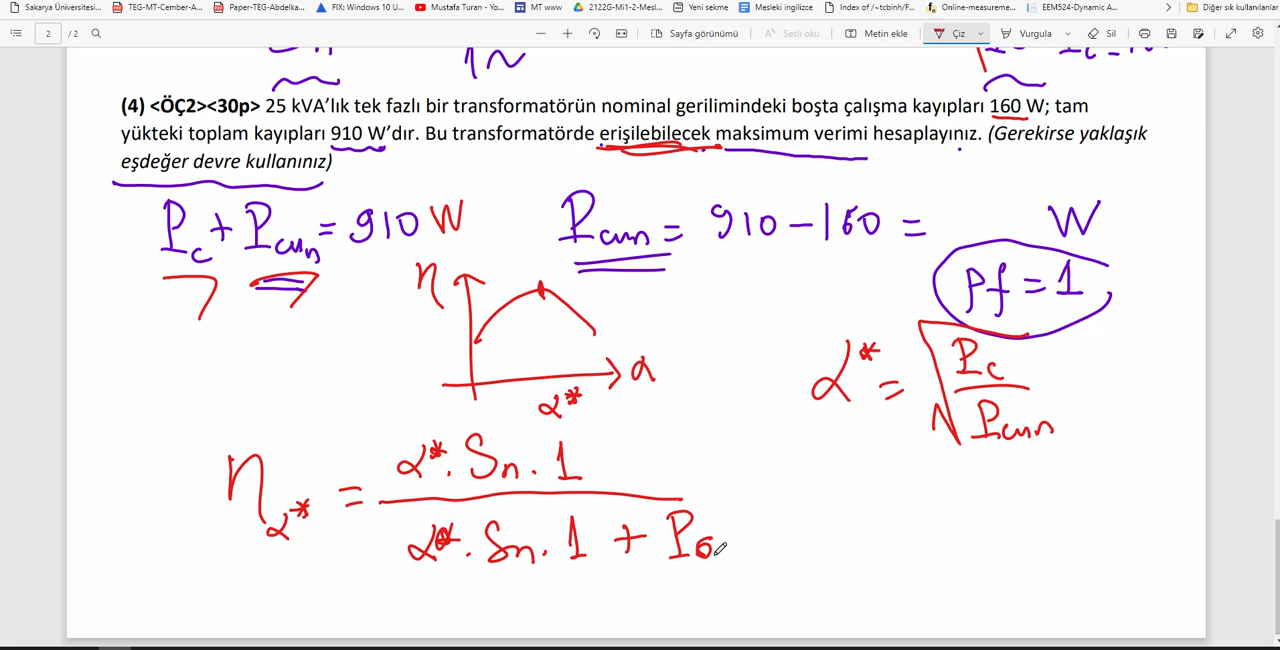 Sakarya Üniversitesi... TEG-MT-Cember-A... Paper-TEG-Abdelka... FIX: Windows 10 U... Mustafa Turan - Yo... MT www 2122G-Mi1-2-Mesl... Yeni sekme Mesleki ingilizce Index of /~tcbinh/F... Online-measureme... EEM524-Dynamic A... Diğer sık kullanılanlar
2 / 2 Sayfa görünümü Sesli oku Metin ekle Çiz Vurgula Sil
(4) <ÖÇ2><30p> 25 kVA'lık tek fazlı bir transformatörün nominal gerilimindeki boşta çalışma kayıpları 160 W; tam
yükteki toplam kayıpları 910 W'dır. Bu transformatörde erişilebilecek maksimum verimi hesaplayınız. (Gerekirse yaklaşık
eşdeğer devre kullanınız)
Pc + Pcun = 910 W Pcun = 910 - 160 = W
η α α*
pf = 1
α* = √ Pc / Pcun
ηα* = α* . Sn . 1
α* . Sn . 1 + P